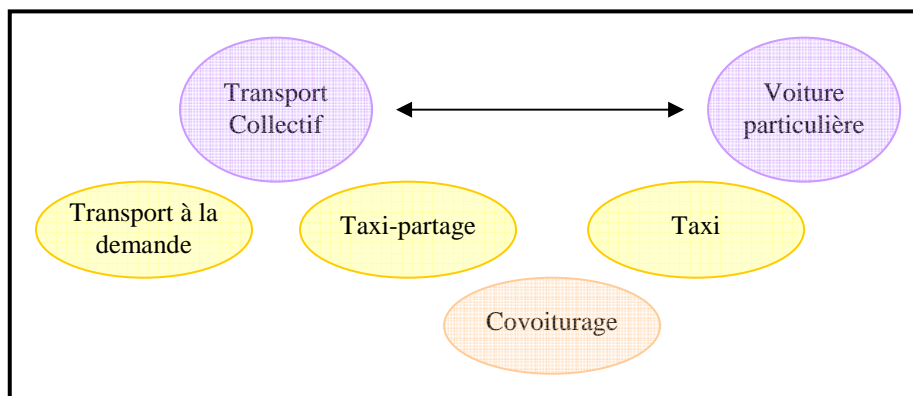 Transport
Collectif
Voiture
particulière
Transport à la
demande
Taxi-partage
Taxi
Covoiturage